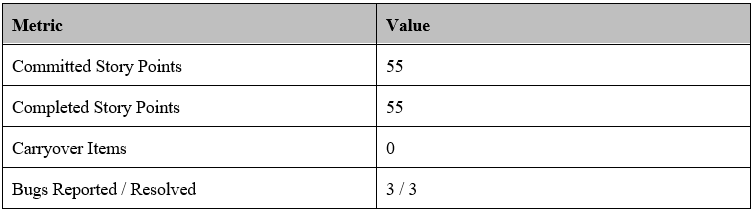 Metric Value
Committed Story Points 55
Completed Story Points 55
Carryover Items 0
Bugs Reported / Resolved 3 / 3